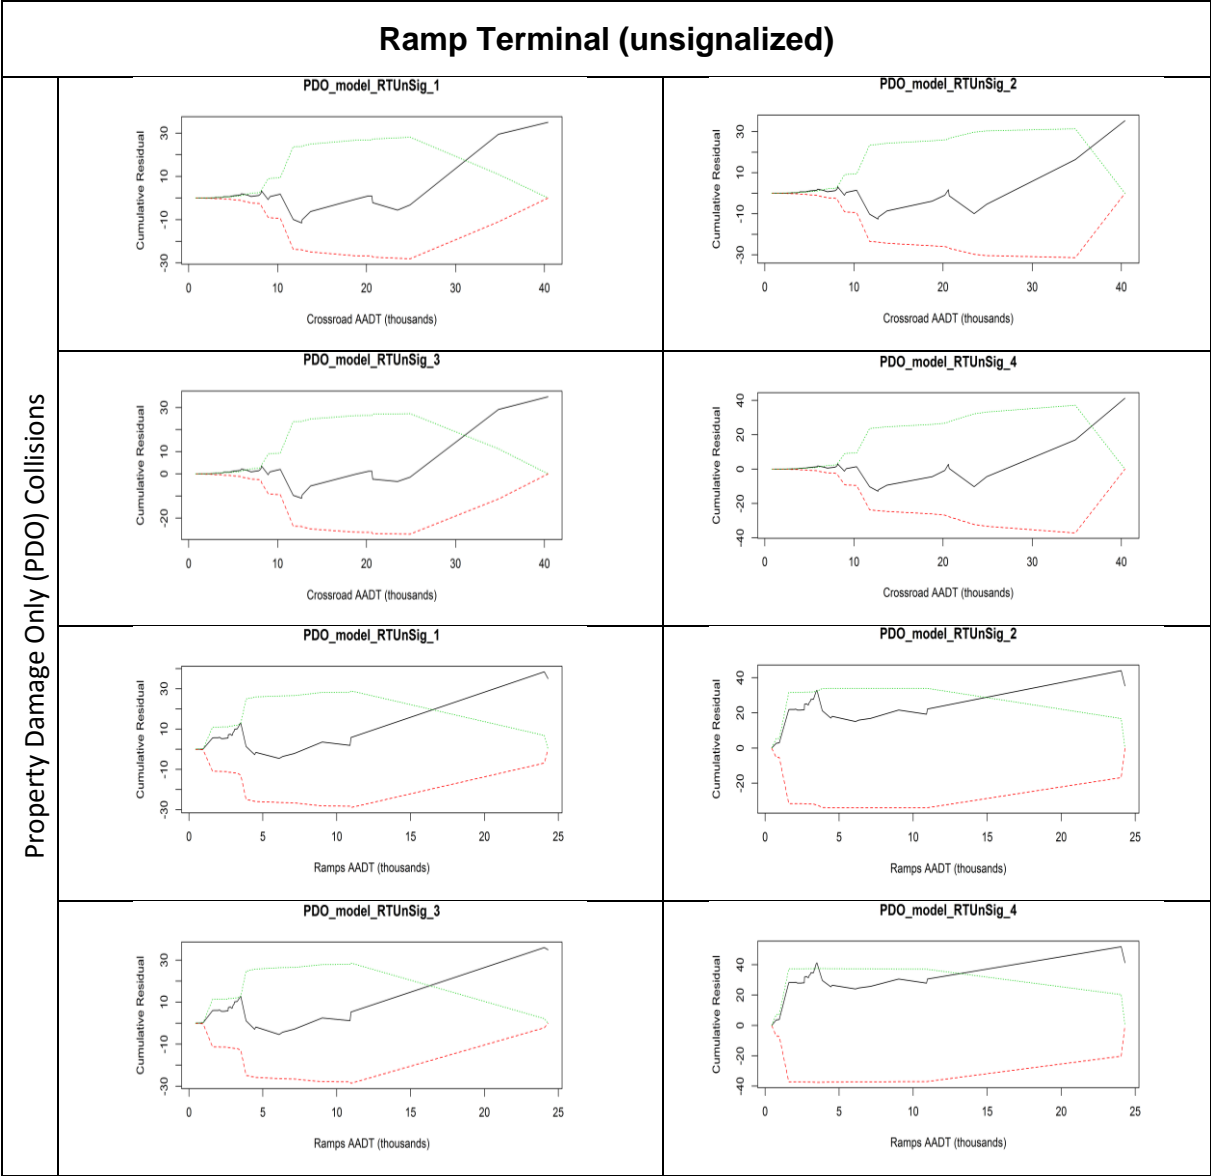 Ramp Terminal (unsignalized)
Property Damage Only (PDO) Collisions
PDO_model_RTUnSig_1
Cumulative Residual
30
10
-10
-30
0 10 20 30 40
Crossroad AADT (thousands)
PDO_model_RTUnSig_2
Cumulative Residual
30
10
-10
-30
0 10 20 30 40
Crossroad AADT (thousands)
PDO_model_RTUnSig_3
Cumulative Residual
30
10
0
-20
0 10 20 30 40
Crossroad AADT (thousands)
PDO_model_RTUnSig_4
Cumulative Residual
40
20
0
-20
-40
0 10 20 30 40
Crossroad AADT (thousands)
PDO_model_RTUnSig_1
Cumulative Residual
30
10
-10
-30
0 5 10 15 20 25
Ramps AADT (thousands)
PDO_model_RTUnSig_2
Cumulative Residual
40
20
0
-20
0 5 10 15 20 25
Ramps AADT (thousands)
PDO_model_RTUnSig_3
Cumulative Residual
30
10
-10
-30
0 5 10 15 20 25
Ramps AADT (thousands)
PDO_model_RTUnSig_4
Cumulative Residual
40
20
0
-20
-40
0 5 10 15 20 25
Ramps AADT (thousands)